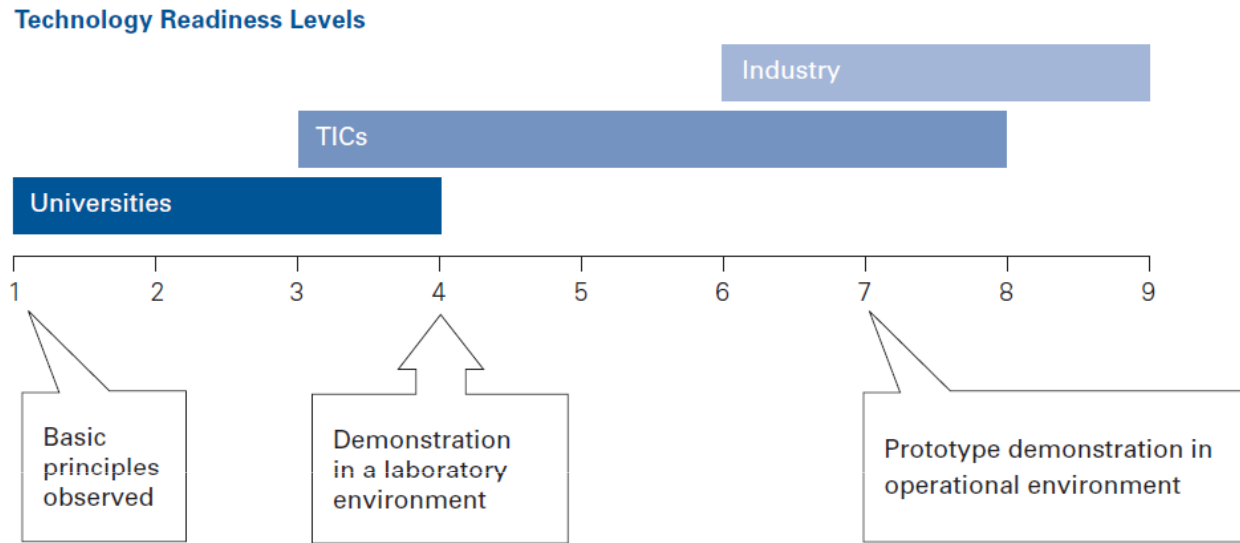 Technology Readiness Levels
Industry
TICs
Universities
1 2 3 4 5 6 7 8 9
Basic
principles
observed
Demonstration
in a laboratory
environment
Prototype demonstration in
operational environment